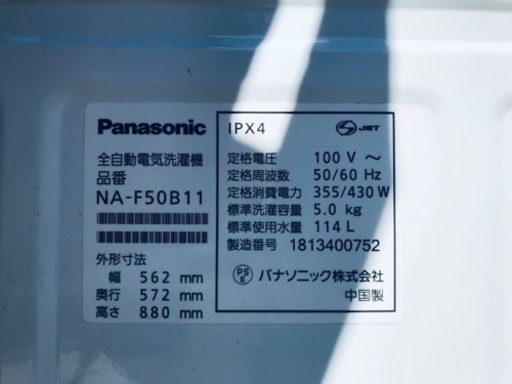 Panasonic
全自動電気洗濯機
品番
NA-F50B11
外形寸法
幅 562 mm
奥行 572 mm
高さ 880 mm
IPX4
S JET
定格電圧 100 V ～
定格周波数 50/60 Hz
定格消費電力 355/430 W
標準洗濯容量 5.0 kg
標準使用水量 114 L
製造番号 1813400752
PS E パナソニック株式会社
中国製